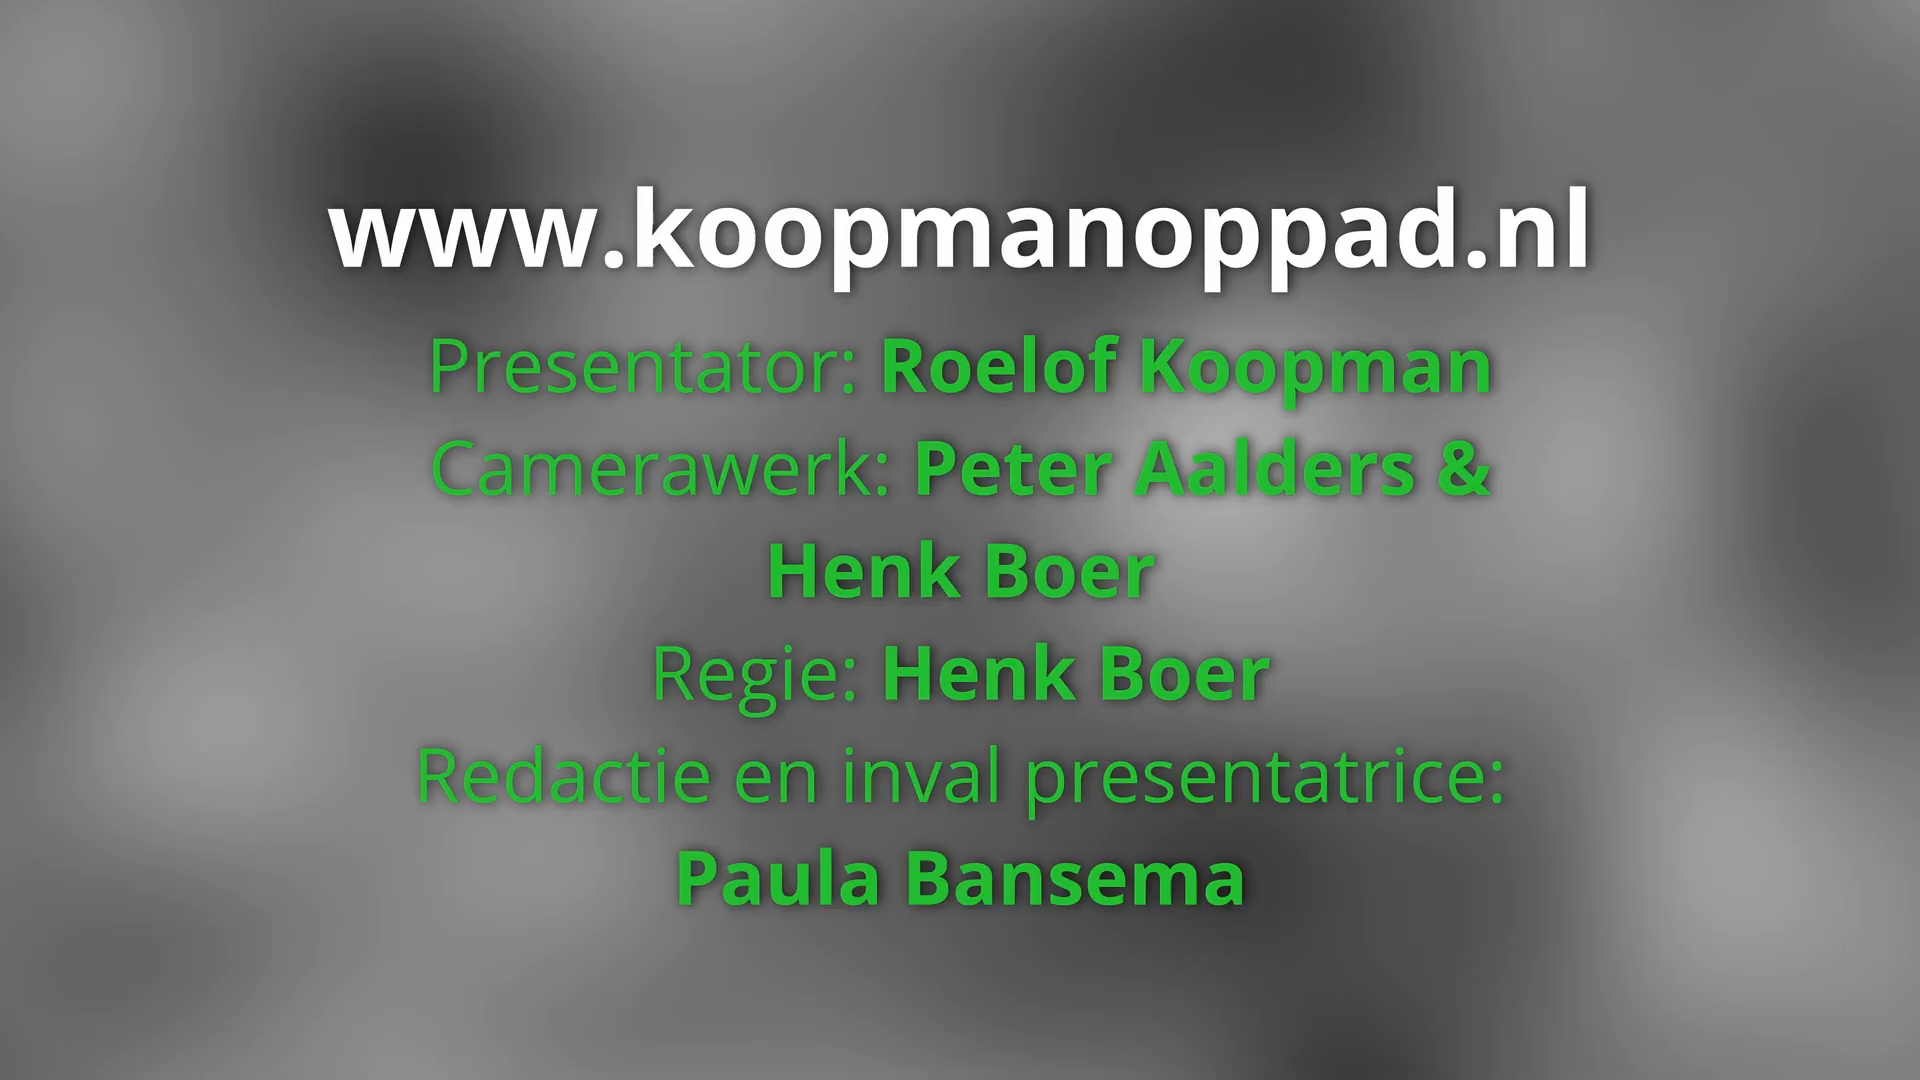 www.koopmanoppad.nl
Presentator: Roelof Koopman
Camerawerk: Peter Aalders &
Henk Boer
Regie: Henk Boer
Redactie en inval presentatrice:
Paula Bansema